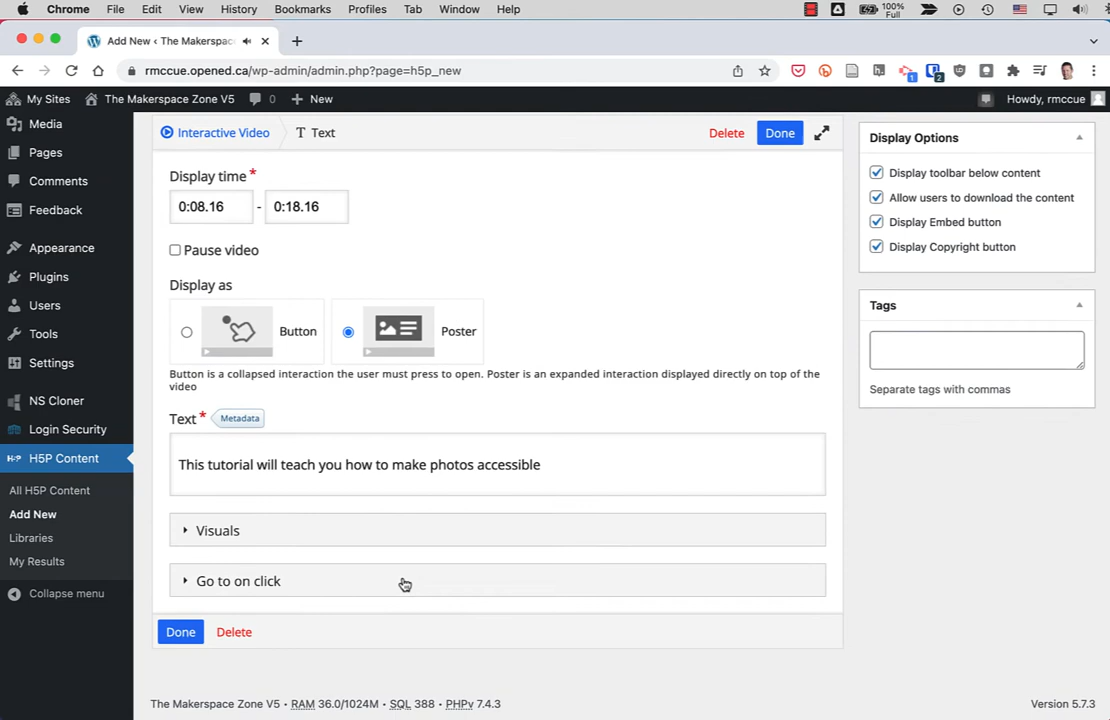 Chrome File Edit View History Bookmarks Profiles Tab Window Help 100% Full
Add New ‹ The Makerspac
rmccue.opened.ca/wp-admin/admin.php?page=h5p_new
2
1
My Sites The Makerspace Zone V5 0 New Howdy, rmccue
Media
Pages
Comments
Feedback
Appearance
Plugins
Users
Tools
Settings
NS Cloner
Login Security
H5P Content
All H5P Content
Add New
Libraries
My Results
Collapse menu
Interactive Video T Text Delete Done
Display time *
0:08.16 - 0:18.16
Pause video
Display as
Button Poster
Button is a collapsed interaction the user must press to open. Poster is an expanded interaction displayed directly on top of the
video
Text * Metadata
This tutorial will teach you how to make photos accessible
Visuals
Go to on click
Done Delete
Display Options
Display toolbar below content
Allow users to download the content
Display Embed button
Display Copyright button
Tags
Separate tags with commas
The Makerspace Zone V5 • RAM 36.0/1024M • SQL 388 • PHPv 7.4.3 Version 5.7.3